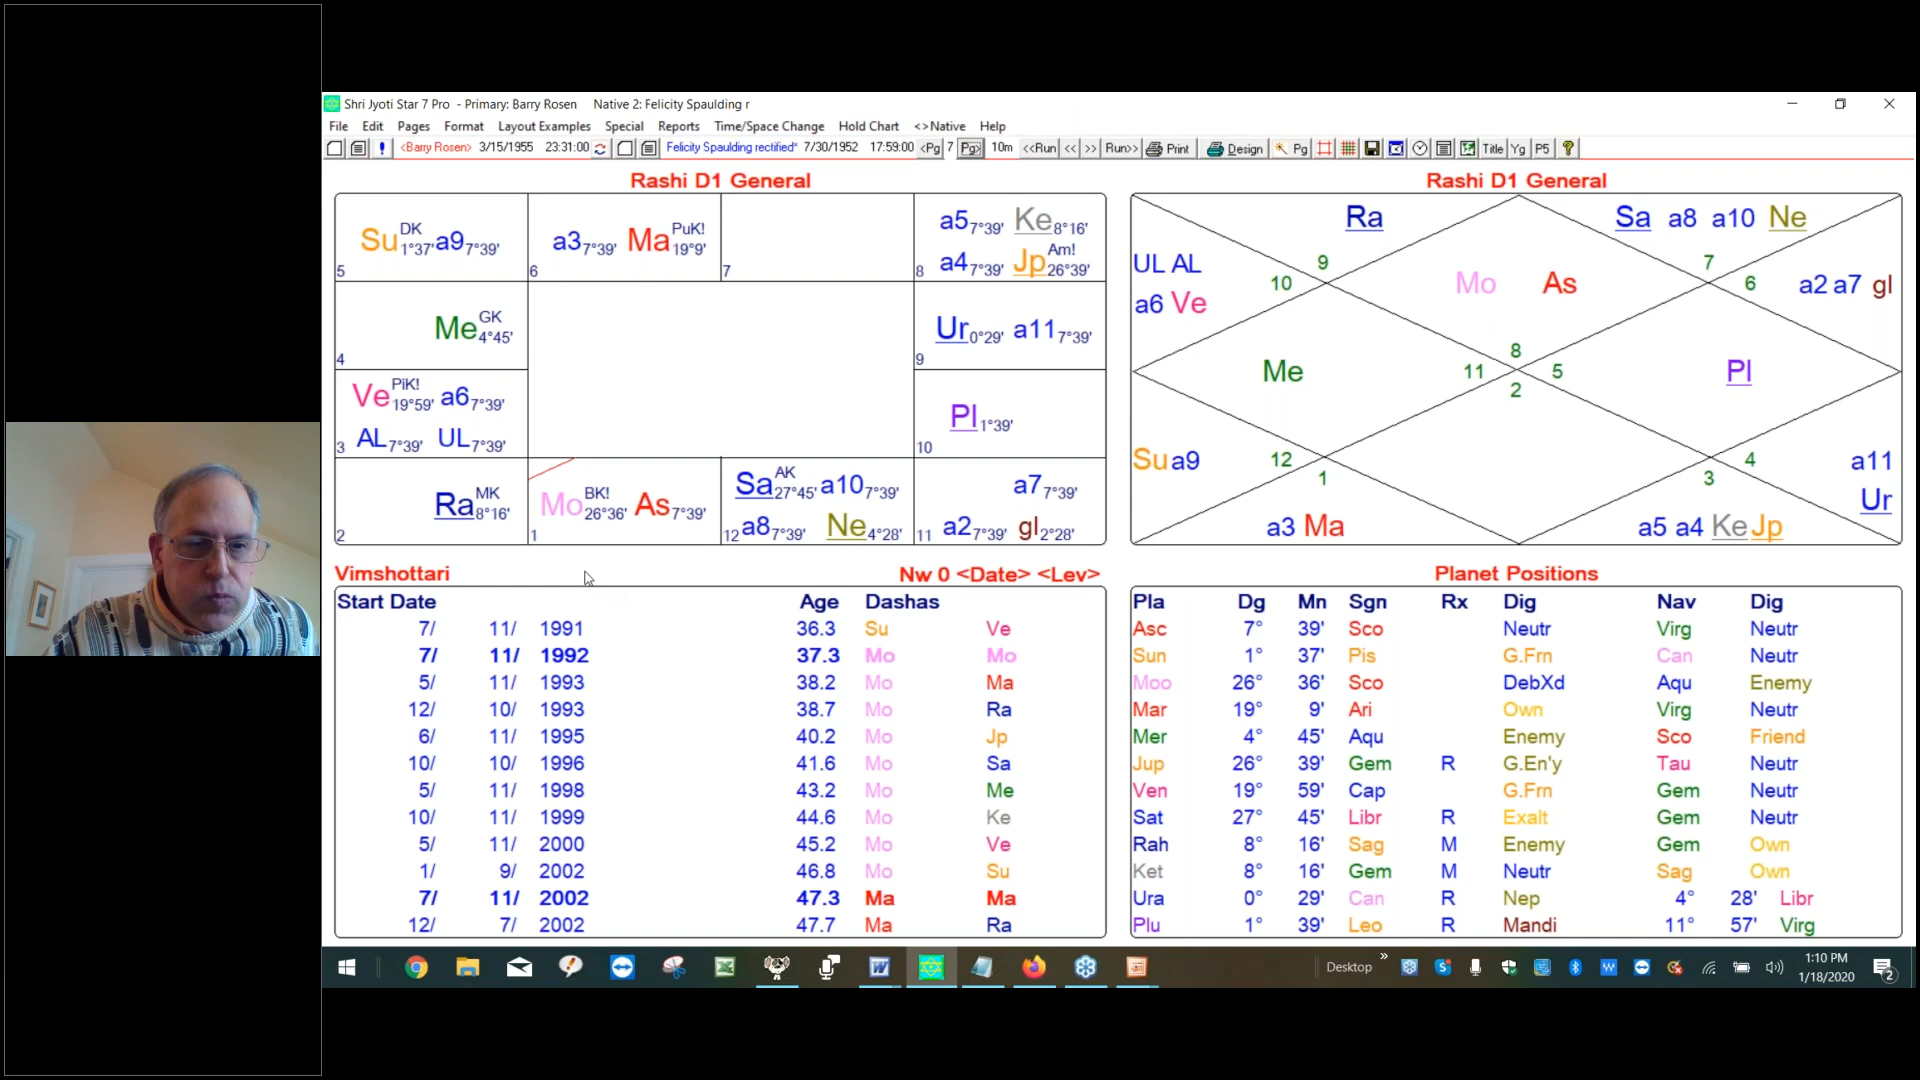 Shri Jyoti Star 7 Pro - Primary: Barry Rosen Native 2: Felicity Spaulding r
File Edit Pages Format Layout Examples Special Reports Time/Space Change Hold Chart <>Native Help
<Barry Rosen> 3/15/1955 23:31:00 Felicity Spaulding rectified* 7/30/1952 17:59:00 <Pg 7 Pg> 10m <<Run << >> Run>> Print Design Pg Title Yg P5
Rashi D1 General
Su DK 1°37' a9 7°39'
5
a3 7°39' Ma PuK! 19°9'
6
7
a5 7°39' Ke 8°16'
a4 7°39' Jp Am! 26°39'
8
Me GK 4°45'
4
Ur 0°29' a11 7°39'
9
Ve PiK! 19°59' a6 7°39'
3 AL 7°39' UL 7°39'
Pl 1°39'
10
Ra MK 8°16'
2
Mo BK! 26°36' As 7°39'
1
Sa AK 27°45' a10 7°39'
12 a8 7°39' Ne 4°28'
a7 7°39'
11 a2 7°39' gl 2°28'
Rashi D1 General
Ra
Sa a8 a10 Ne
UL AL
a6 Ve
9
10
Mo As
7
6
a2 a7 gl
Me
8
11 5
2
Pl
Su a9
12
1
4
3
a11
Ur
a3 Ma
a5 a4 Ke Jp
Vimshottari Nw 0 <Date> <Lev>
Start Date Age Dashas
7/ 11/ 1991 36.3 Su Ve
7/ 11/ 1992 37.3 Mo Mo
5/ 11/ 1993 38.2 Mo Ma
12/ 10/ 1993 38.7 Mo Ra
6/ 11/ 1995 40.2 Mo Jp
10/ 10/ 1996 41.6 Mo Sa
5/ 11/ 1998 43.2 Mo Me
10/ 11/ 1999 44.6 Mo Ke
5/ 11/ 2000 45.2 Mo Ve
1/ 9/ 2002 46.8 Mo Su
7/ 11/ 2002 47.3 Ma Ma
12/ 7/ 2002 47.7 Ma Ra
Planet Positions
Pla Dg Mn Sgn Rx Dig Nav Dig
Asc 7° 39' Sco Neutr Virg Neutr
Sun 1° 37' Pis G.Frn Can Neutr
Moo 26° 36' Sco DebXd Aqu Enemy
Mar 19° 9' Ari Own Virg Neutr
Mer 4° 45' Aqu Enemy Sco Friend
Jup 26° 39' Gem R G.En'y Tau Neutr
Ven 19° 59' Cap G.Frn Gem Neutr
Sat 27° 45' Libr R Exalt Gem Neutr
Rah 8° 16' Sag M Enemy Gem Own
Ket 8° 16' Gem M Neutr Sag Own
Ura 0° 29' Can R Nep 4° 28' Libr
Plu 1° 39' Leo R Mandi 11° 57' Virg
Desktop
1:10 PM
1/18/2020
2